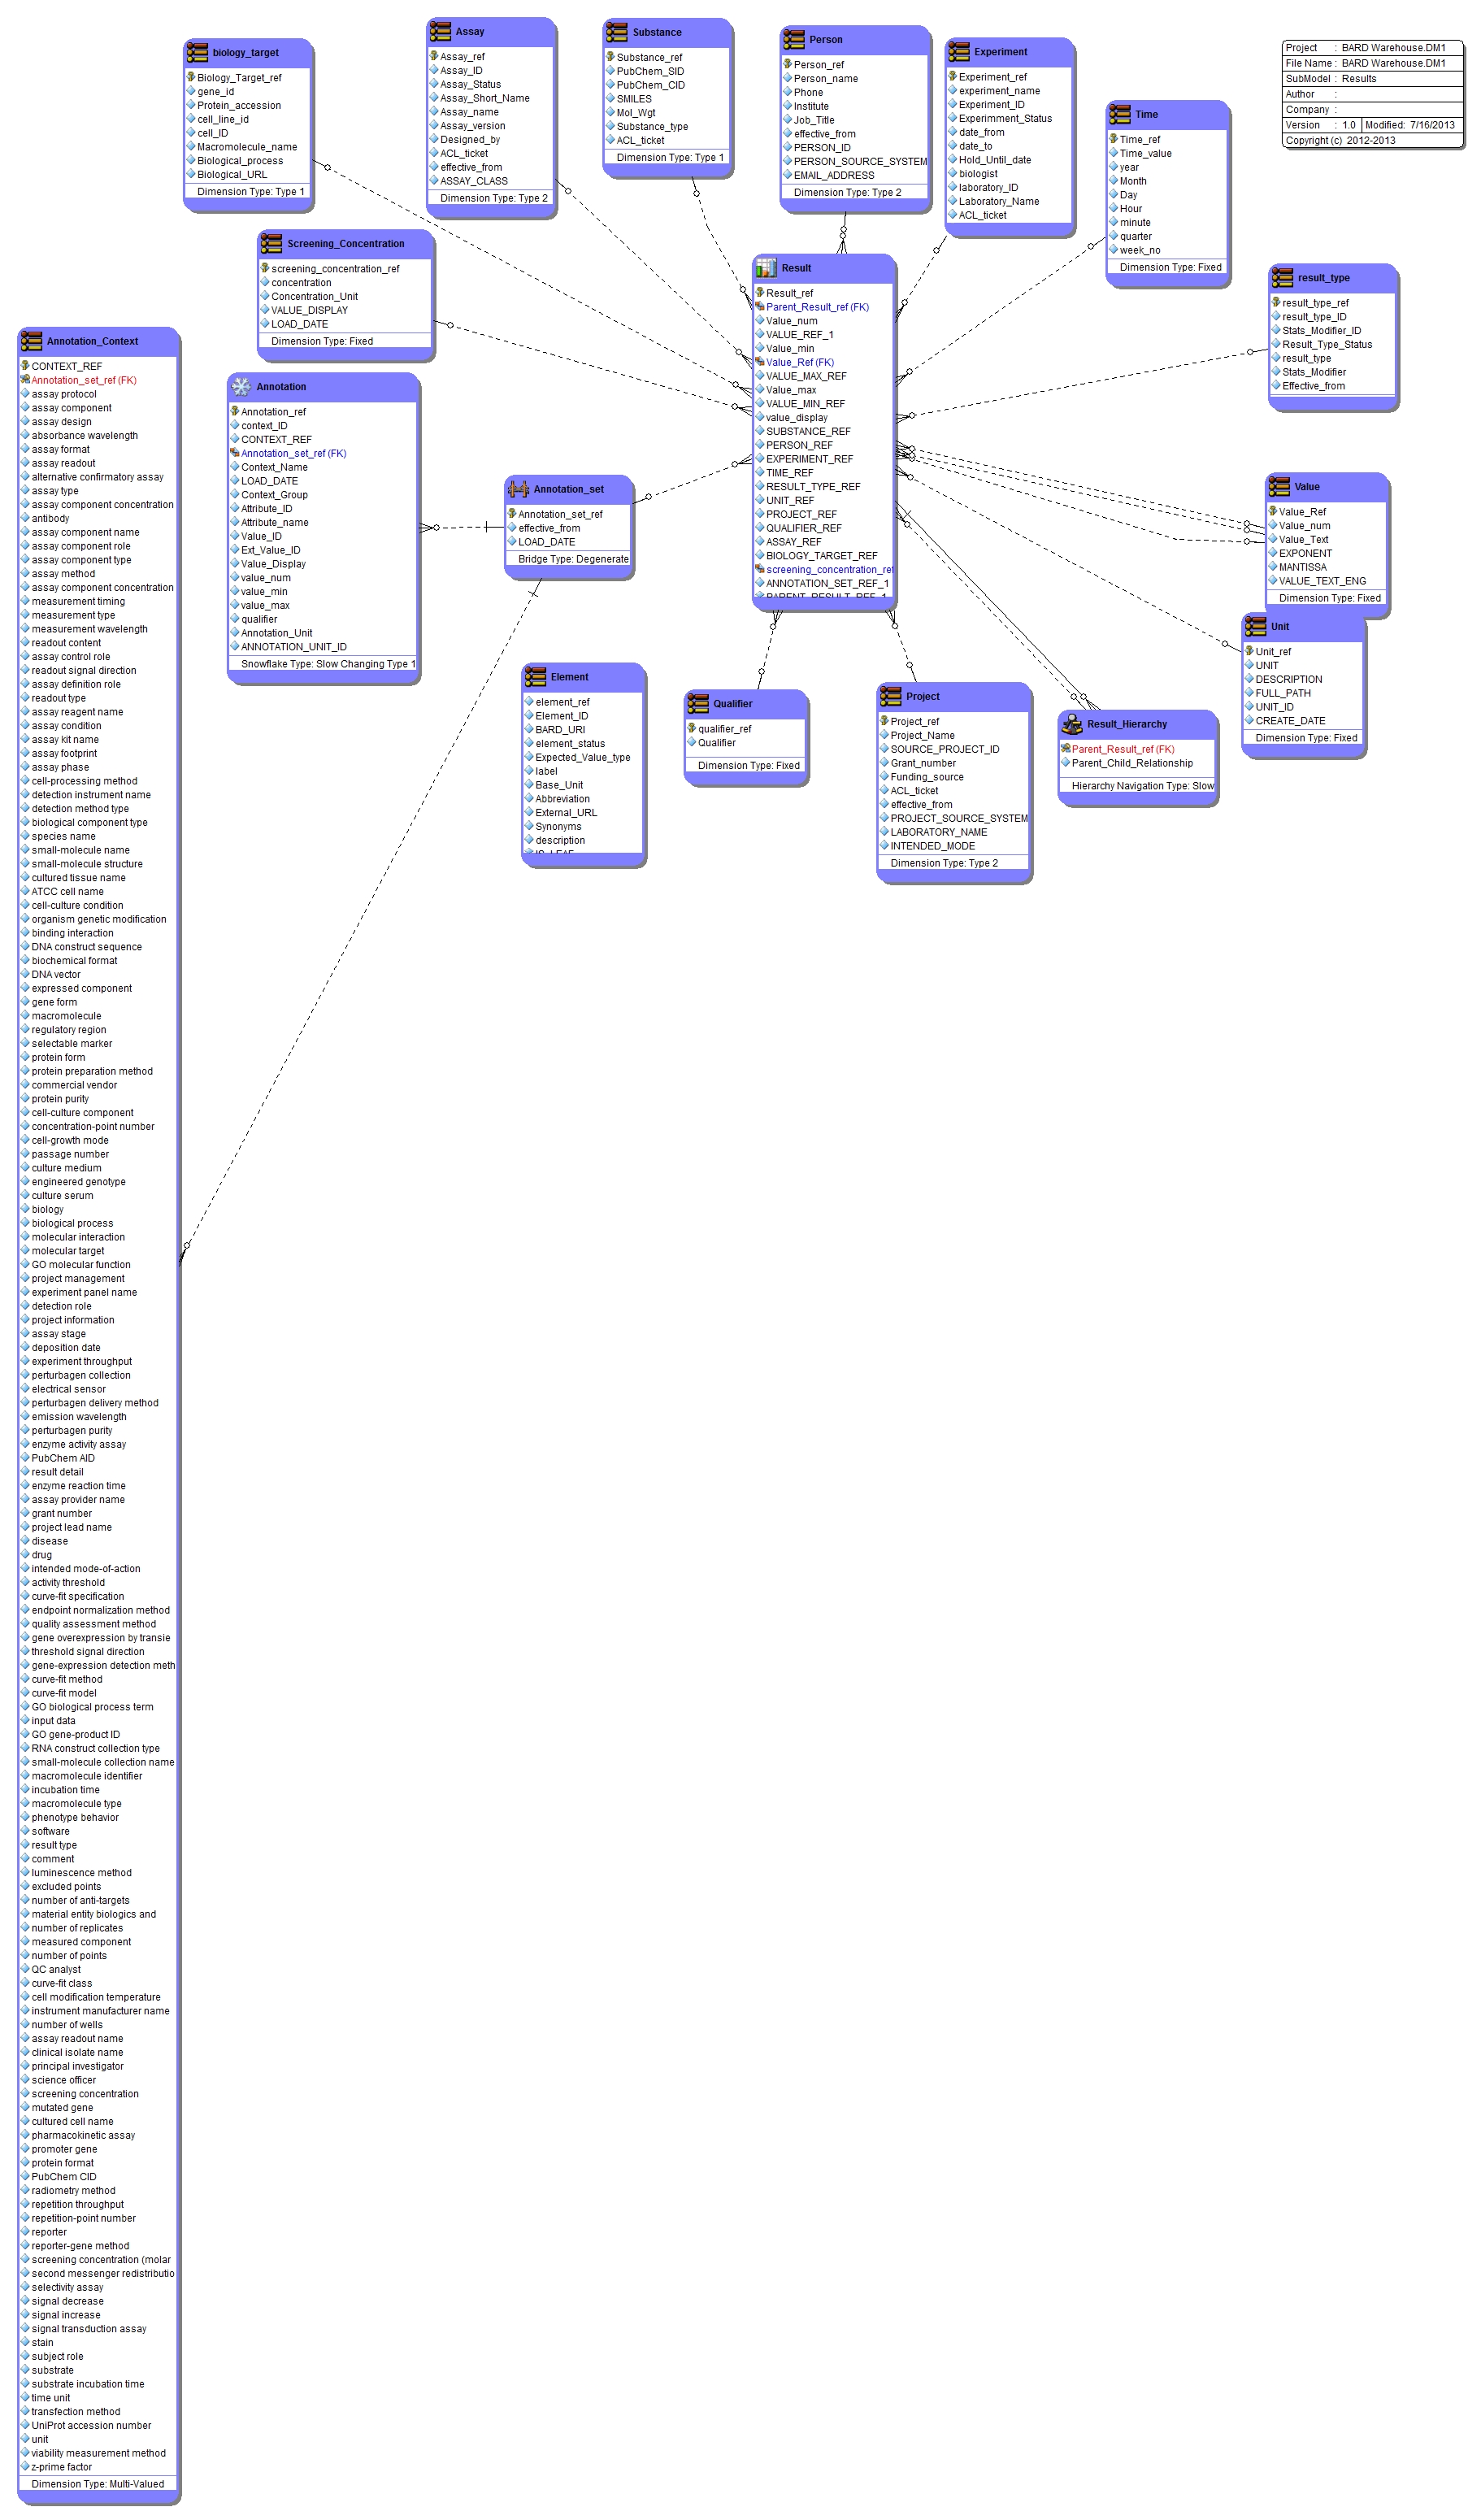 biology_target
Biology_Target_ref
gene_id
Protein_accession
cell_line_id
cell_ID
Macromolecule_name
Biological_process
Biological_URL
Dimension Type: Type 1
Assay
Assay_ref
Assay_ID
Assay_Status
Assay_Short_Name
Assay_name
Assay_version
Designed_by
ACL_ticket
effective_from
ASSAY_CLASS
Dimension Type: Type 2
Substance
Substance_ref
PubChem_SID
PubChem_CID
SMILES
Mol_Wgt
Substance_type
ACL_ticket
Dimension Type: Type 1
Person
Person_ref
Person_name
Phone
Institute
Job_Title
effective_from
PERSON_ID
PERSON_SOURCE_SYSTEM
EMAIL_ADDRESS
Dimension Type: Type 2
Experiment
Experiment_ref
experiment_name
Experiment_ID
Experimment_Status
date_from
date_to
Hold_Until_date
biologist
laboratory_ID
Laboratory_Name
ACL_ticket
Time
Time_ref
Time_value
year
Month
Day
Hour
minute
quarter
week_no
Dimension Type: Fixed
Project : BARD Warehouse.DM1
File Name : BARD Warehouse.DM1
SubModel : Results
Author :
Company :
Version : 1.0 Modified: 7/16/2013
Copyright (c) 2012-2013
Screening_Concentration
screening_concentration_ref
concentration
Concentration_Unit
VALUE_DISPLAY
LOAD_DATE
Dimension Type: Fixed
Result
Result_ref
Parent_Result_ref (FK)
Value_num
VALUE_REF_1
Value_min
Value_Ref (FK)
VALUE_MAX_REF
Value_max
VALUE_MIN_REF
value_display
SUBSTANCE_REF
PERSON_REF
EXPERIMENT_REF
TIME_REF
RESULT_TYPE_REF
UNIT_REF
PROJECT_REF
QUALIFIER_REF
ASSAY_REF
BIOLOGY_TARGET_REF
screening_concentration_ref
ANNOTATION_SET_REF_1
PARENT_RESULT_REF_1
result_type
result_type_ref
result_type_ID
Stats_Modifier_ID
Result_Type_Status
result_type
Stats_Modifier
Effective_from
Annotation
Annotation_ref
context_ID
CONTEXT_REF
Annotation_set_ref (FK)
Context_Name
LOAD_DATE
Context_Group
Attribute_ID
Attribute_name
Value_ID
Ext_Value_ID
Value_Display
value_num
value_min
value_max
qualifier
Annotation_Unit
ANNOTATION_UNIT_ID
Snowflake Type: Slow Changing Type 1
Annotation_set
Annotation_set_ref
effective_from
LOAD_DATE
Bridge Type: Degenerate
Value
Value_Ref
Value_num
Value_Text
EXPONENT
MANTISSA
VALUE_TEXT_ENG
Dimension Type: Fixed
Unit
Unit_ref
UNIT
DESCRIPTION
FULL_PATH
UNIT_ID
CREATE_DATE
Dimension Type: Fixed
Element
element_ref
Element_ID
BARD_URI
element_status
Expected_Value_type
label
Base_Unit
Abbreviation
External_URL
Synonyms
description
IS_LEAF
Qualifier
qualifier_ref
Qualifier
Dimension Type: Fixed
Project
Project_ref
Project_Name
SOURCE_PROJECT_ID
Grant_number
Funding_source
ACL_ticket
effective_from
PROJECT_SOURCE_SYSTEM
LABORATORY_NAME
INTENDED_MODE
Dimension Type: Type 2
Result_Hierarchy
Parent_Result_ref (FK)
Parent_Child_Relationship
Hierarchy Navigation Type: Slow
Annotation_Context
CONTEXT_REF
Annotation_set_ref (FK)
assay protocol
assay component
assay design
absorbance wavelength
assay format
assay readout
alternative confirmatory assay
assay type
assay component concentration
antibody
assay component name
assay component role
assay component type
assay method
assay component concentration
measurement timing
measurement type
measurement wavelength
readout content
assay control role
readout signal direction
assay definition role
readout type
assay reagent name
assay condition
assay kit name
assay footprint
assay phase
cell-processing method
detection instrument name
detection method type
biological component type
species name
small-molecule name
small-molecule structure
cultured tissue name
ATCC cell name
cell-culture condition
organism genetic modification
binding interaction
DNA construct sequence
biochemical format
DNA vector
expressed component
gene form
macromolecule
regulatory region
selectable marker
protein form
protein preparation method
commercial vendor
protein purity
cell-culture component
concentration-point number
cell-growth mode
passage number
culture medium
engineered genotype
culture serum
biology
biological process
molecular interaction
molecular target
GO molecular function
project management
experiment panel name
detection role
project information
assay stage
deposition date
experiment throughput
perturbagen collection
electrical sensor
perturbagen delivery method
emission wavelength
perturbagen purity
enzyme activity assay
PubChem AID
result detail
enzyme reaction time
assay provider name
grant number
project lead name
disease
drug
intended mode-of-action
activity threshold
curve-fit specification
endpoint normalization method
quality assessment method
gene overexpression by transie
threshold signal direction
gene-expression detection meth
curve-fit method
curve-fit model
GO biological process term
input data
GO gene-product ID
RNA construct collection type
small-molecule collection name
macromolecule identifier
incubation time
macromolecule type
phenotype behavior
software
result type
comment
luminescence method
excluded points
number of anti-targets
material entity biologics and
number of replicates
measured component
number of points
QC analyst
curve-fit class
cell modification temperature
instrument manufacturer name
number of wells
assay readout name
clinical isolate name
principal investigator
science officer
screening concentration
mutated gene
cultured cell name
pharmacokinetic assay
promoter gene
protein format
PubChem CID
radiometry method
repetition throughput
repetition-point number
reporter
reporter-gene method
screening concentration (molar
second messenger redistributio
selectivity assay
signal decrease
signal increase
signal transduction assay
stain
subject role
substrate
substrate incubation time
time unit
transfection method
UniProt accession number
unit
viability measurement method
z-prime factor
Dimension Type: Multi-Valued